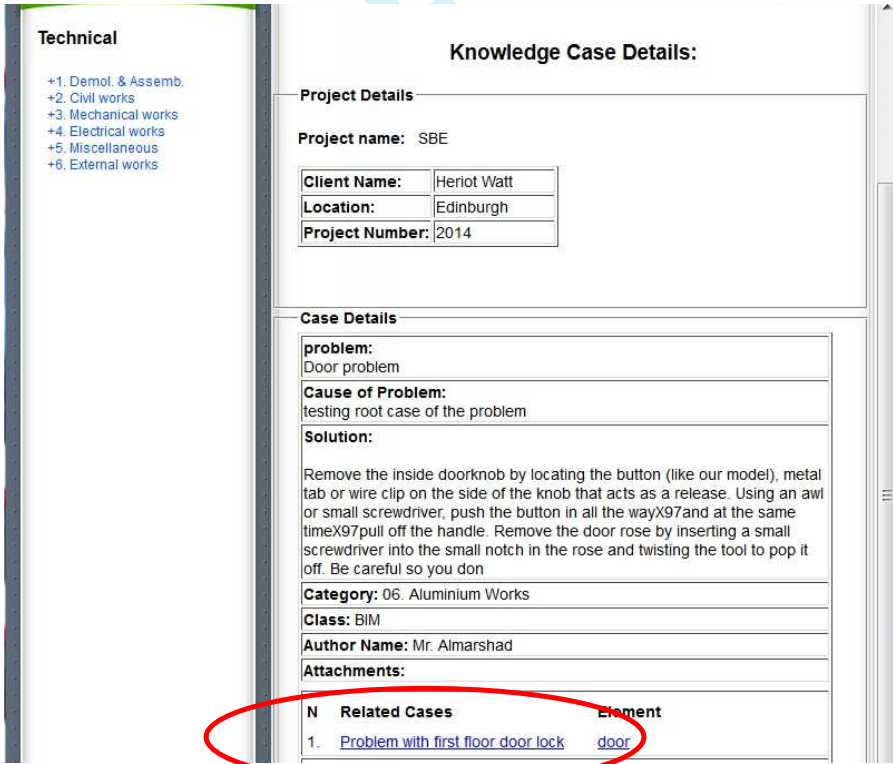 Technical
+1. Demol. & Assemb.
+2. Civil works
+3. Mechanical works
+4. Electrical works
+5. Miscellaneous
+6. External works
Knowledge Case Details:
Project Details
Project name: SBE
Client Name: Heriot Watt
Location: Edinburgh
Project Number: 2014
Case Details
problem:
Door problem
Cause of Problem:
testing root case of the problem
Solution:
Remove the inside doorknob by locating the button (like our model), metal
tab or wire clip on the side of the knob that acts as a release. Using an awl
or small screwdriver, push the button in all the wayX97and at the same
timeX97pull off the handle. Remove the door rose by inserting a small
screwdriver into the small notch in the rose and twisting the tool to pop it
off. Be careful so you don
Category: 06. Aluminium Works
Class: BIM
Author Name: Mr. Almarshad
Attachments:
N Related Cases Element
1. Problem with first floor door lock door